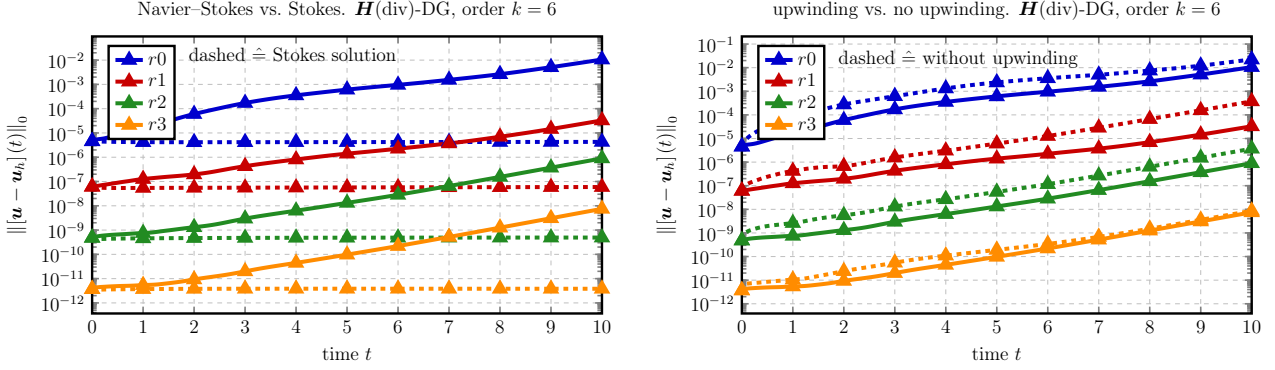 Navier–Stokes vs. Stokes. H(div)-DG, order k = 6
dashed ≙ Stokes solution
r0
r1
r2
r3
10⁻²
10⁻³
10⁻⁴
10⁻⁵
10⁻⁶
10⁻⁷
10⁻⁸
10⁻⁹
10⁻¹⁰
10⁻¹¹
10⁻¹²
‖[u − uₕ](t)‖₀
0 1 2 3 4 5 6 7 8 9 10
time t
upwinding vs. no upwinding. H(div)-DG, order k = 6
dashed ≙ without upwinding
r0
r1
r2
r3
10⁻¹
10⁻²
10⁻³
10⁻⁴
10⁻⁵
10⁻⁶
10⁻⁷
10⁻⁸
10⁻⁹
10⁻¹⁰
10⁻¹¹
10⁻¹²
‖[u − uₕ](t)‖₀
0 1 2 3 4 5 6 7 8 9 10
time t